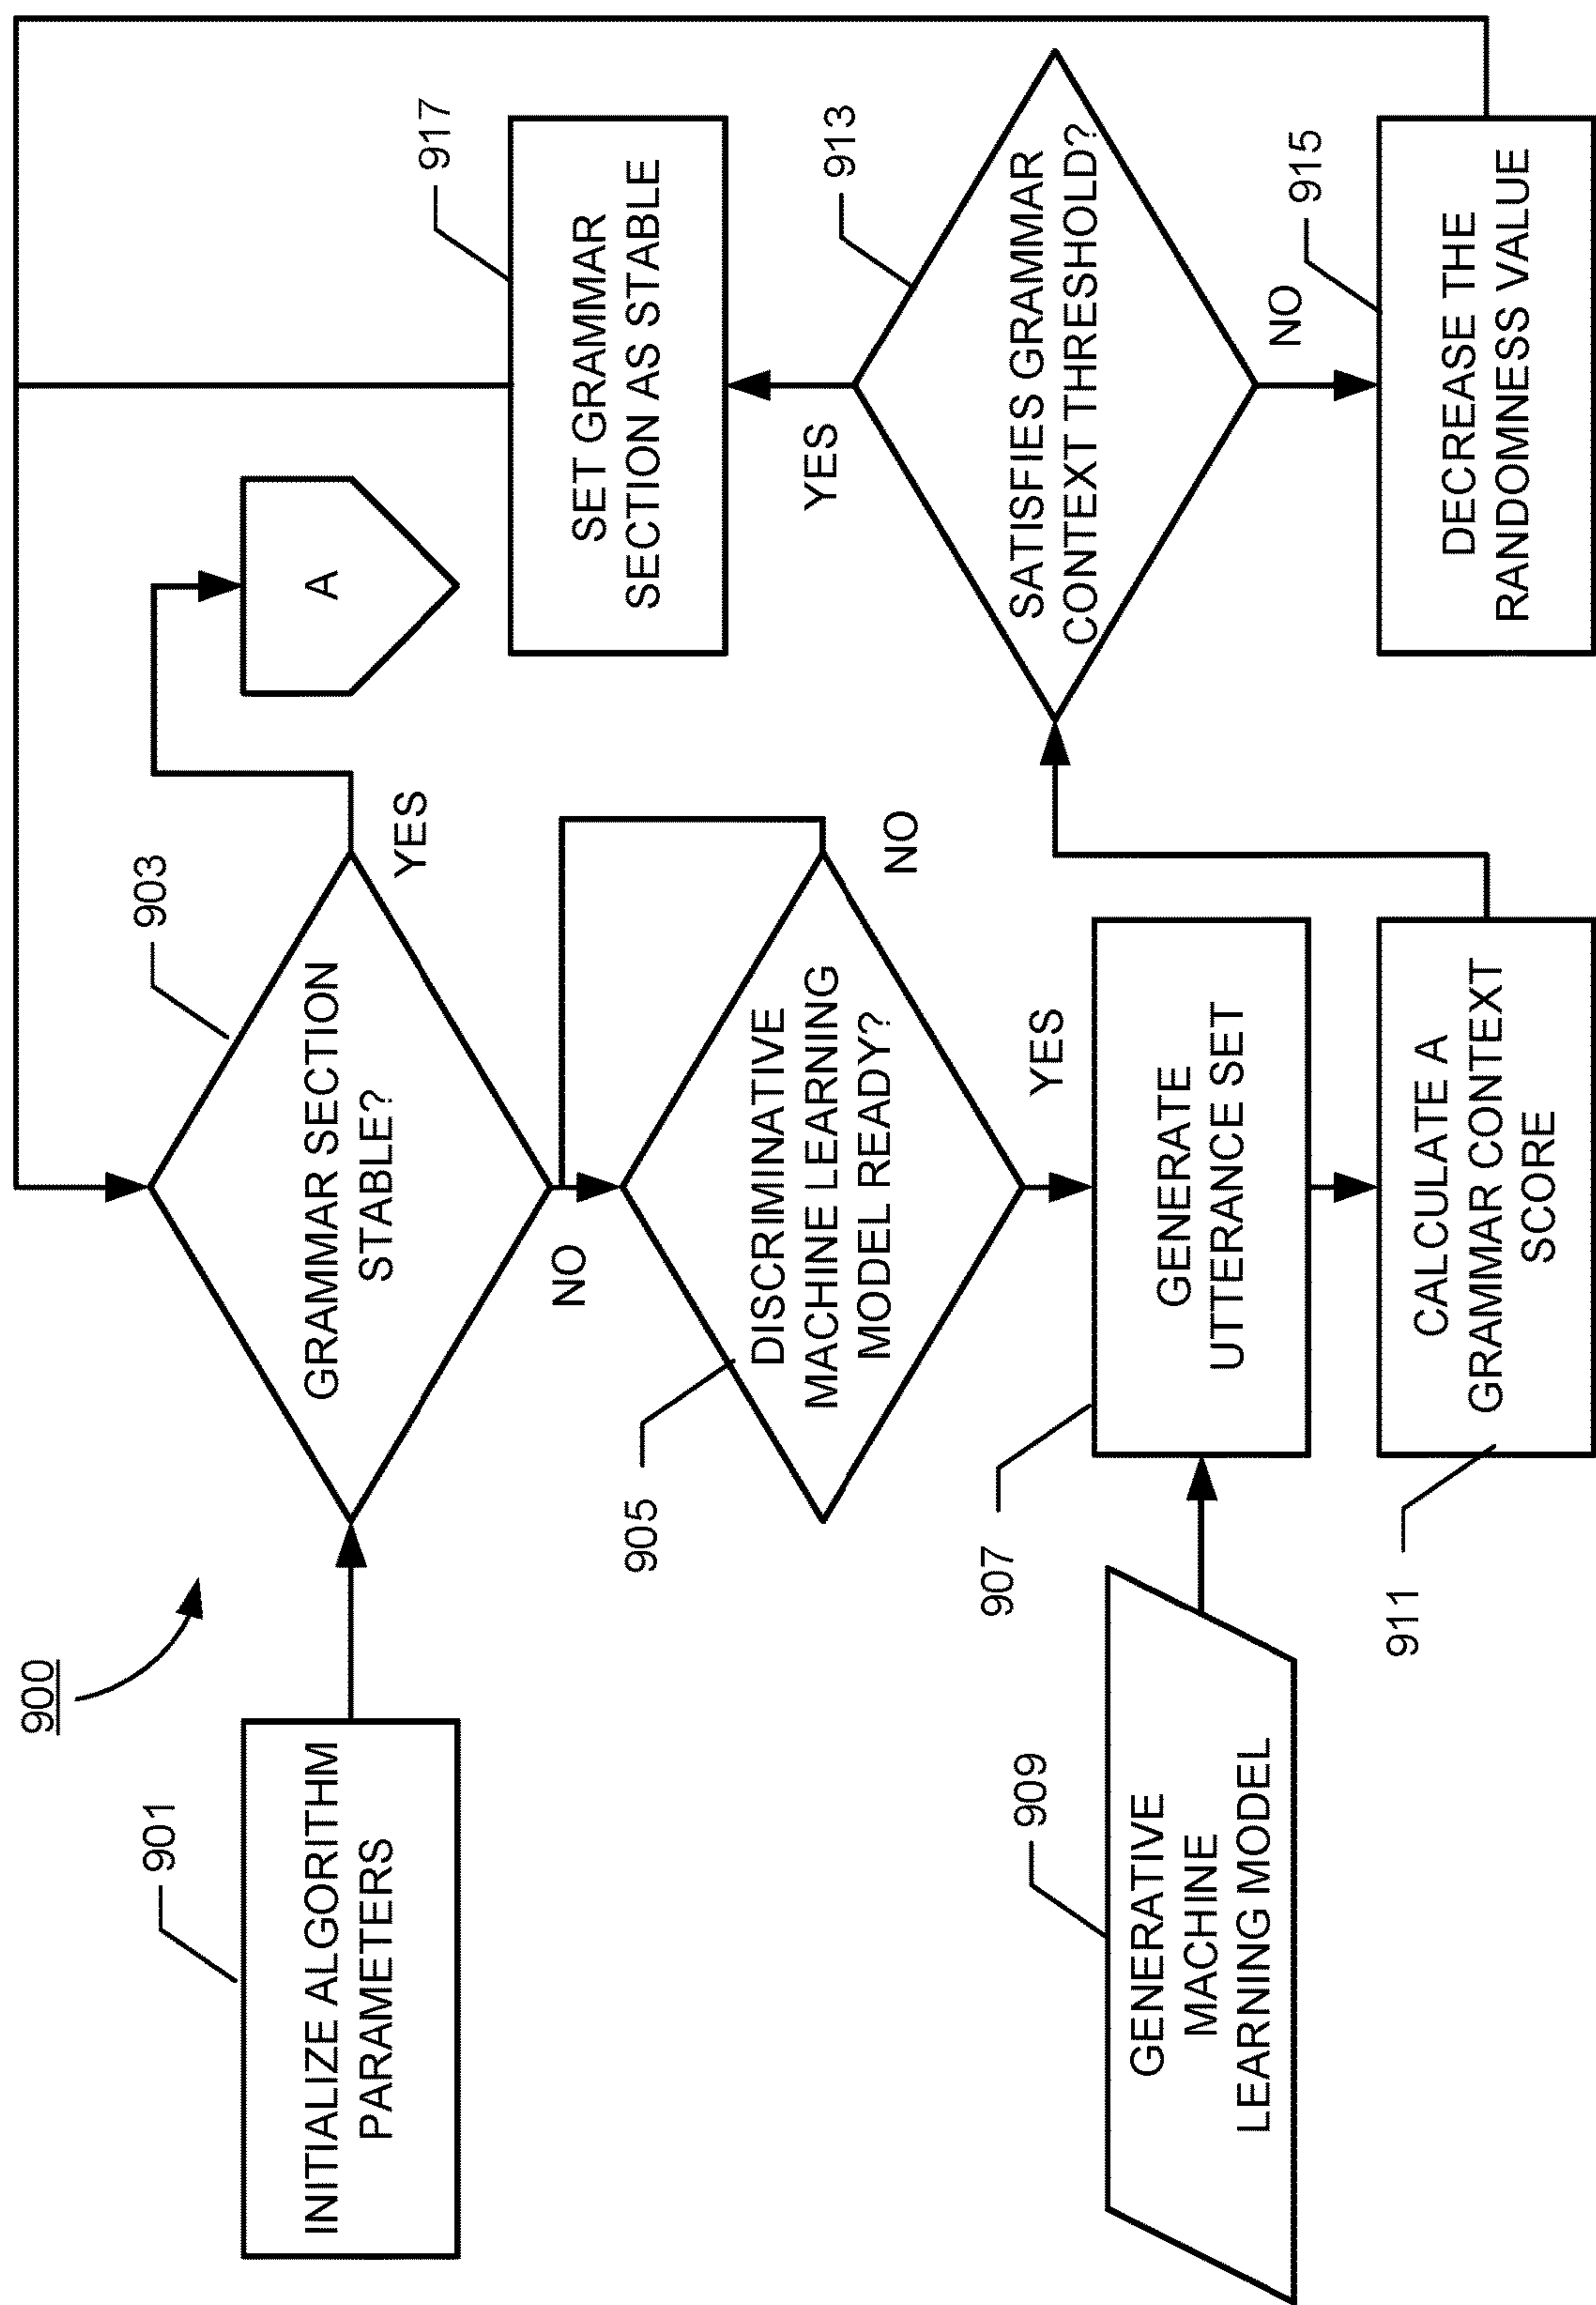 900
901
INITIALIZE ALGORITHM
PARAMETERS
903
GRAMMAR SECTION
STABLE?
YES
NO
A
905
DISCRIMINATIVE
MACHINE LEARNING
MODEL READY?
NO
YES
907
GENERATE
UTTERANCE SET
909
GENERATIVE
MACHINE
LEARNING MODEL
911
CALCULATE A
GRAMMAR CONTEXT
SCORE
913
SATISFIES GRAMMAR
CONTEXT THRESHOLD?
YES
NO
915
DECREASE THE
RANDOMNESS VALUE
917
SET GRAMMAR
SECTION AS STABLE